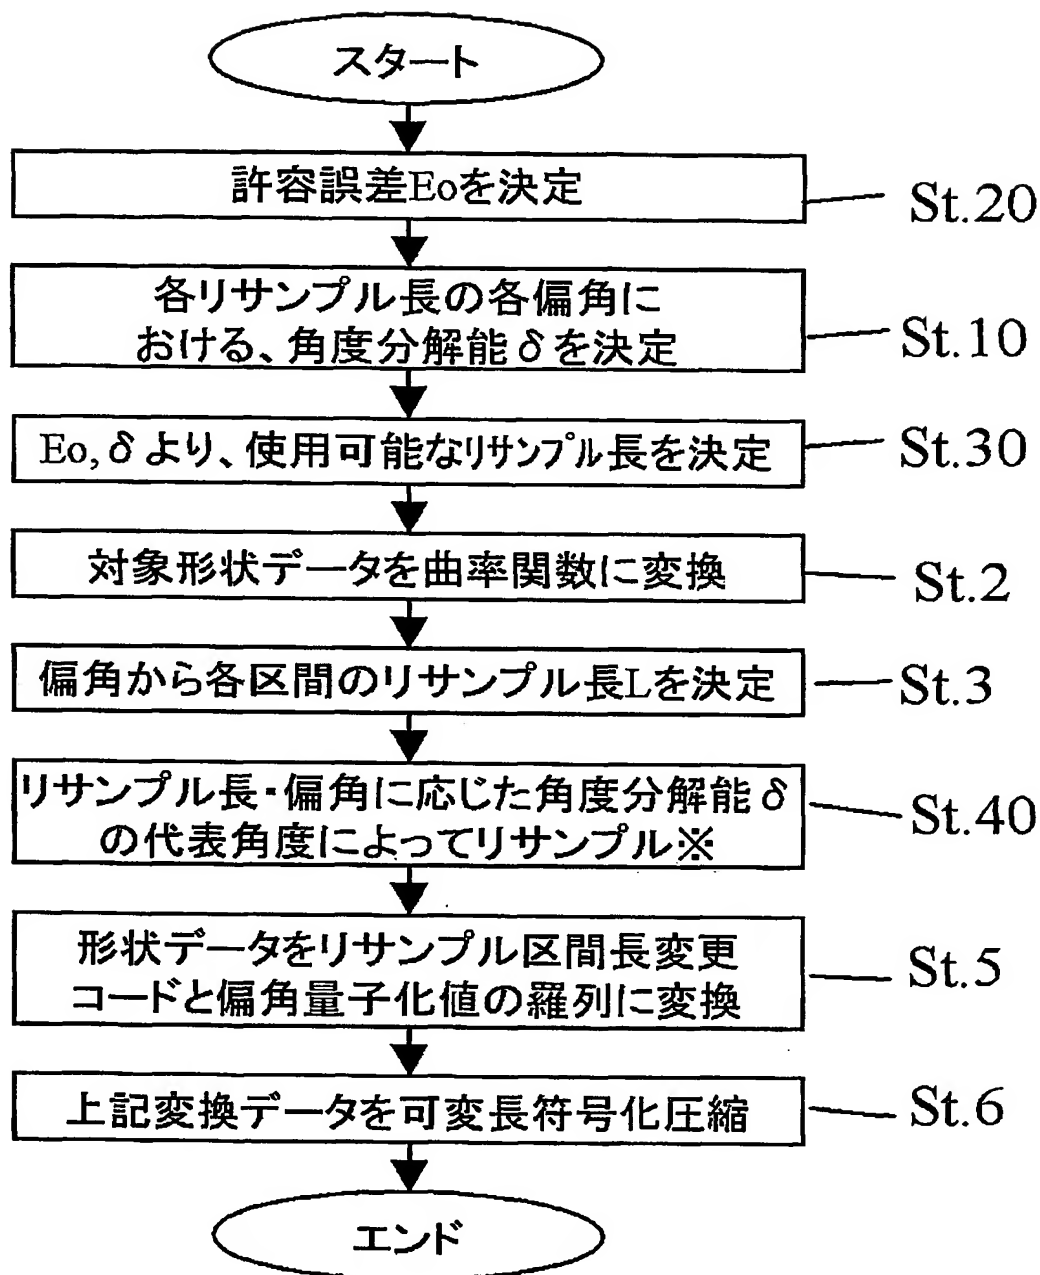 スタート
許容誤差Eoを決定
St.20
各リサンプル長の各偏角に
おける、角度分解能δを決定
St.10
Eo,δより、使用可能なリサンプル長を決定
St.30
対象形状データを曲率関数に変換
St.2
偏角から各区間のリサンプル長Lを決定
St.3
リサンプル長・偏角に応じた角度分解能δ
の代表角度によってリサンプル※
St.40
形状データをリサンプル区間長変更
コードと偏角量子化値の羅列に変換
St.5
上記変換データを可変長符号化圧縮
St.6
エンド